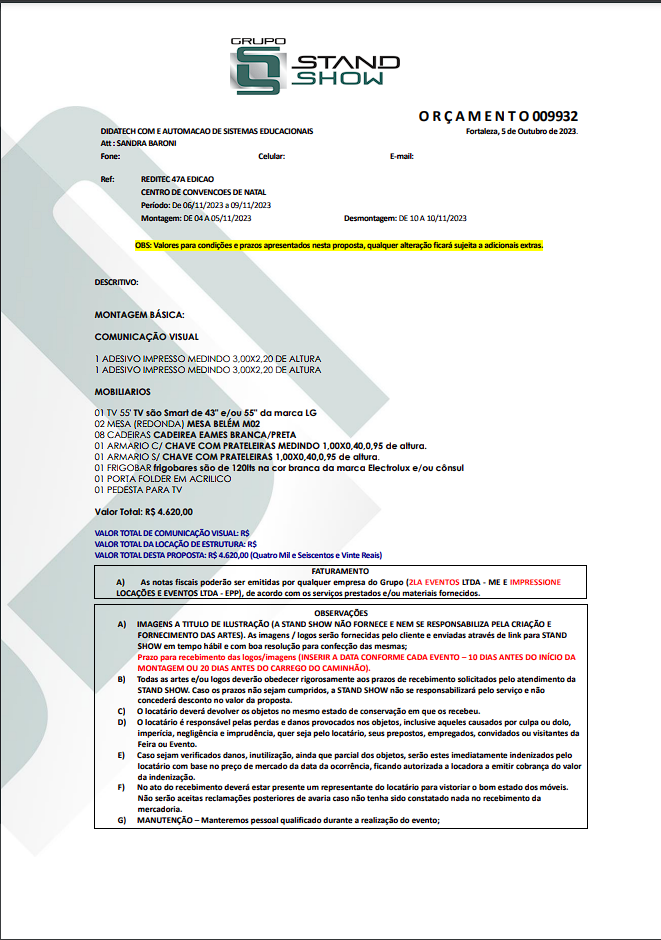 GRUPO
STAND
SHOW
ORÇAMENTO 009932
DIDATECH COM E AUTOMACAO DE SISTEMAS EDUCACIONAIS
Fortaleza, 5 de Outubro de 2023.
Att : SANDRA BARONI
Fone: Celular: E-mail:
Ref: REDITEC 47A EDICAO
CENTRO DE CONVENCOES DE NATAL
Período: De 06/11/2023 a 09/11/2023
Montagem: DE 04 A 05/11/2023 Desmontagem: DE 10 A 10/11/2023
OBS: Valores para condições e prazos apresentados nesta proposta, qualquer alteração ficará sujeita a adicionais extras.
DESCRITIVO:
MONTAGEM BÁSICA:
COMUNICAÇÃO VISUAL
1 ADESIVO IMPRESSO MEDINDO 3,00X2,20 DE ALTURA
1 ADESIVO IMPRESSO MEDINDO 3,00X2,20 DE ALTURA
MOBILIARIOS
01 TV 55' TV são Smart de 43" e/ou 55" da marca LG
02 MESA (REDONDA) MESA BELÉM M02
08 CADEIRAS CADEIREA EAMES BRANCA/PRETA
01 ARMARIO C/ CHAVE COM PRATELEIRAS MEDINDO 1,00X0,40,0,95 de altura.
01 ARMARIO S/ CHAVE COM PRATELEIRAS 1,00X0,40,0,95 de altura.
01 FRIGOBAR frigobares são de 120lts na cor branca da marca Electrolux e/ou cônsul
01 PORTA FOLDER EM ACRILICO
01 PEDESTA PARA TV
Valor Total: R$ 4.620,00
VALOR TOTAL DE COMUNICAÇÃO VISUAL: R$
VALOR TOTAL DA LOCAÇÃO DE ESTRUTURA: R$
VALOR TOTAL DESTA PROPOSTA: R$ 4.620,00 (Quatro Mil e Seiscentos e Vinte Reais)
FATURAMENTO
A) As notas fiscais poderão ser emitidas por qualquer empresa do Grupo (2LA EVENTOS LTDA - ME E IMPRESSIONE
LOCAÇÕES E EVENTOS LTDA - EPP), de acordo com os serviços prestados e/ou materiais fornecidos.
OBSERVAÇÕES
A) IMAGENS A TITULO DE ILUSTRAÇÃO (A STAND SHOW NÃO FORNECE E NEM SE RESPONSABILIZA PELA CRIAÇÃO E
FORNECIMENTO DAS ARTES). As imagens / logos serão fornecidas pelo cliente e enviadas através de link para STAND
SHOW em tempo hábil e com boa resolução para confecção das mesmas;
Prazo para recebimento das logos/imagens (INSERIR A DATA CONFORME CADA EVENTO – 10 DIAS ANTES DO INÍCIO DA
MONTAGEM OU 20 DIAS ANTES DO CARREGO DO CAMINHÃO).
B) Todas as artes e/ou logos deverão obedecer rigorosamente aos prazos de recebimento solicitados pelo atendimento da
STAND SHOW. Caso os prazos não sejam cumpridos, a STAND SHOW não se responsabilizará pelo serviço e não
concederá desconto no valor da proposta.
C) O locatário deverá devolver os objetos no mesmo estado de conservação em que os recebeu.
D) O locatário é responsável pelas perdas e danos provocados nos objetos, inclusive aqueles causados por culpa ou dolo,
imperícia, negligência e imprudência, quer seja pelo locatário, seus prepostos, empregados, convidados ou visitantes da
Feira ou Evento.
E) Caso sejam verificados danos, inutilização, ainda que parcial dos objetos, serão estes imediatamente indenizados pelo
locatário com base no preço de mercado da data da ocorrência, ficando autorizada a locadora a emitir cobrança do valor
da indenização.
F) No ato do recebimento deverá estar presente um representante do locatário para vistoriar o bom estado dos móveis.
Não serão aceitas reclamações posteriores de avaria caso não tenha sido constatado nada no recebimento da
mercadoria.
G) MANUTENÇÃO – Manteremos pessoal qualificado durante a realização do evento;